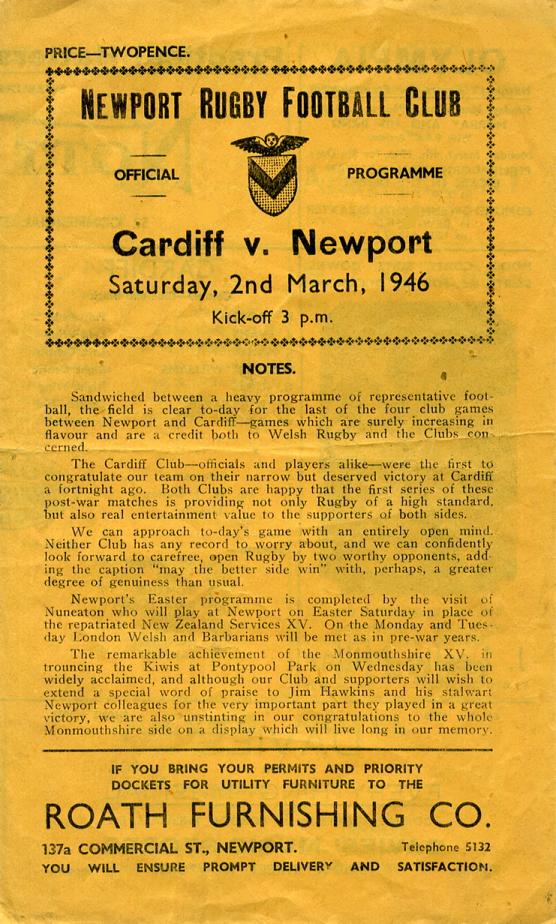 PRICE—TWOPENCE.
NEWPORT RUGBY FOOTBALL CLUB
OFFICIAL PROGRAMME
Cardiff v. Newport
Saturday, 2nd March, 1946
Kick-off 3 p.m.
NOTES.
Sandwiched between a heavy programme of representative foot-
ball, the field is clear to-day for the last of the four club games
between Newport and Cardiff—games which are surely increasing in
flavour and are a credit both to Welsh Rugby and the Clubs con-
cerned.
The Cardiff Club—officials and players alike—were the first to
congratulate our team on their narrow but deserved victory at Cardiff
a fortnight ago. Both Clubs are happy that the first series of these
post-war matches is providing not only Rugby of a high standard,
but also real entertainment value to the supporters of both sides.
We can approach to-day's game with an entirely open mind.
Neither Club has any record to worry about, and we can confidently
look forward to carefree, open Rugby by two worthy opponents, add-
ing the caption "may the better side win" with, perhaps, a greater
degree of genuiness than usual.
Newport's Easter programme is completed by the visit of
Nuneaton who will play at Newport on Easter Saturday in place of
the repatriated New Zealand Services XV. On the Monday and Tues-
day London Welsh and Barbarians will be met as in pre-war years.
The remarkable achievement of the Monmouthshire XV. in
trouncing the Kiwis at Pontypool Park on Wednesday has been
widely acclaimed, and although our Club and supporters will wish to
extend a special word of praise to Jim Hawkins and his stalwart
Newport colleagues for the very important part they played in a great
victory, we are also unstinting in our congratulations to the whole
Monmouthshire side on a display which will live long in our memory.
IF YOU BRING YOUR PERMITS AND PRIORITY
DOCKETS FOR UTILITY FURNITURE TO THE
ROATH FURNISHING CO.
137a COMMERCIAL ST., NEWPORT. Telephone 5132
YOU WILL ENSURE PROMPT DELIVERY AND SATISFACTION.